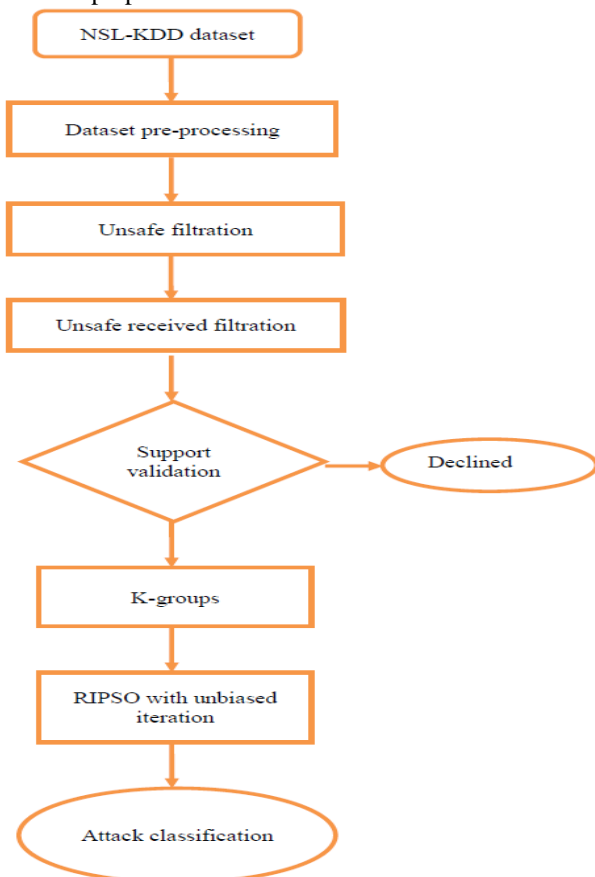 NSL-KDD dataset
Dataset pre-processing
Unsafe filtration
Unsafe received filtration
Support
validation
Declined
K-groups
RIPSO with unbiased
iteration
Attack classification